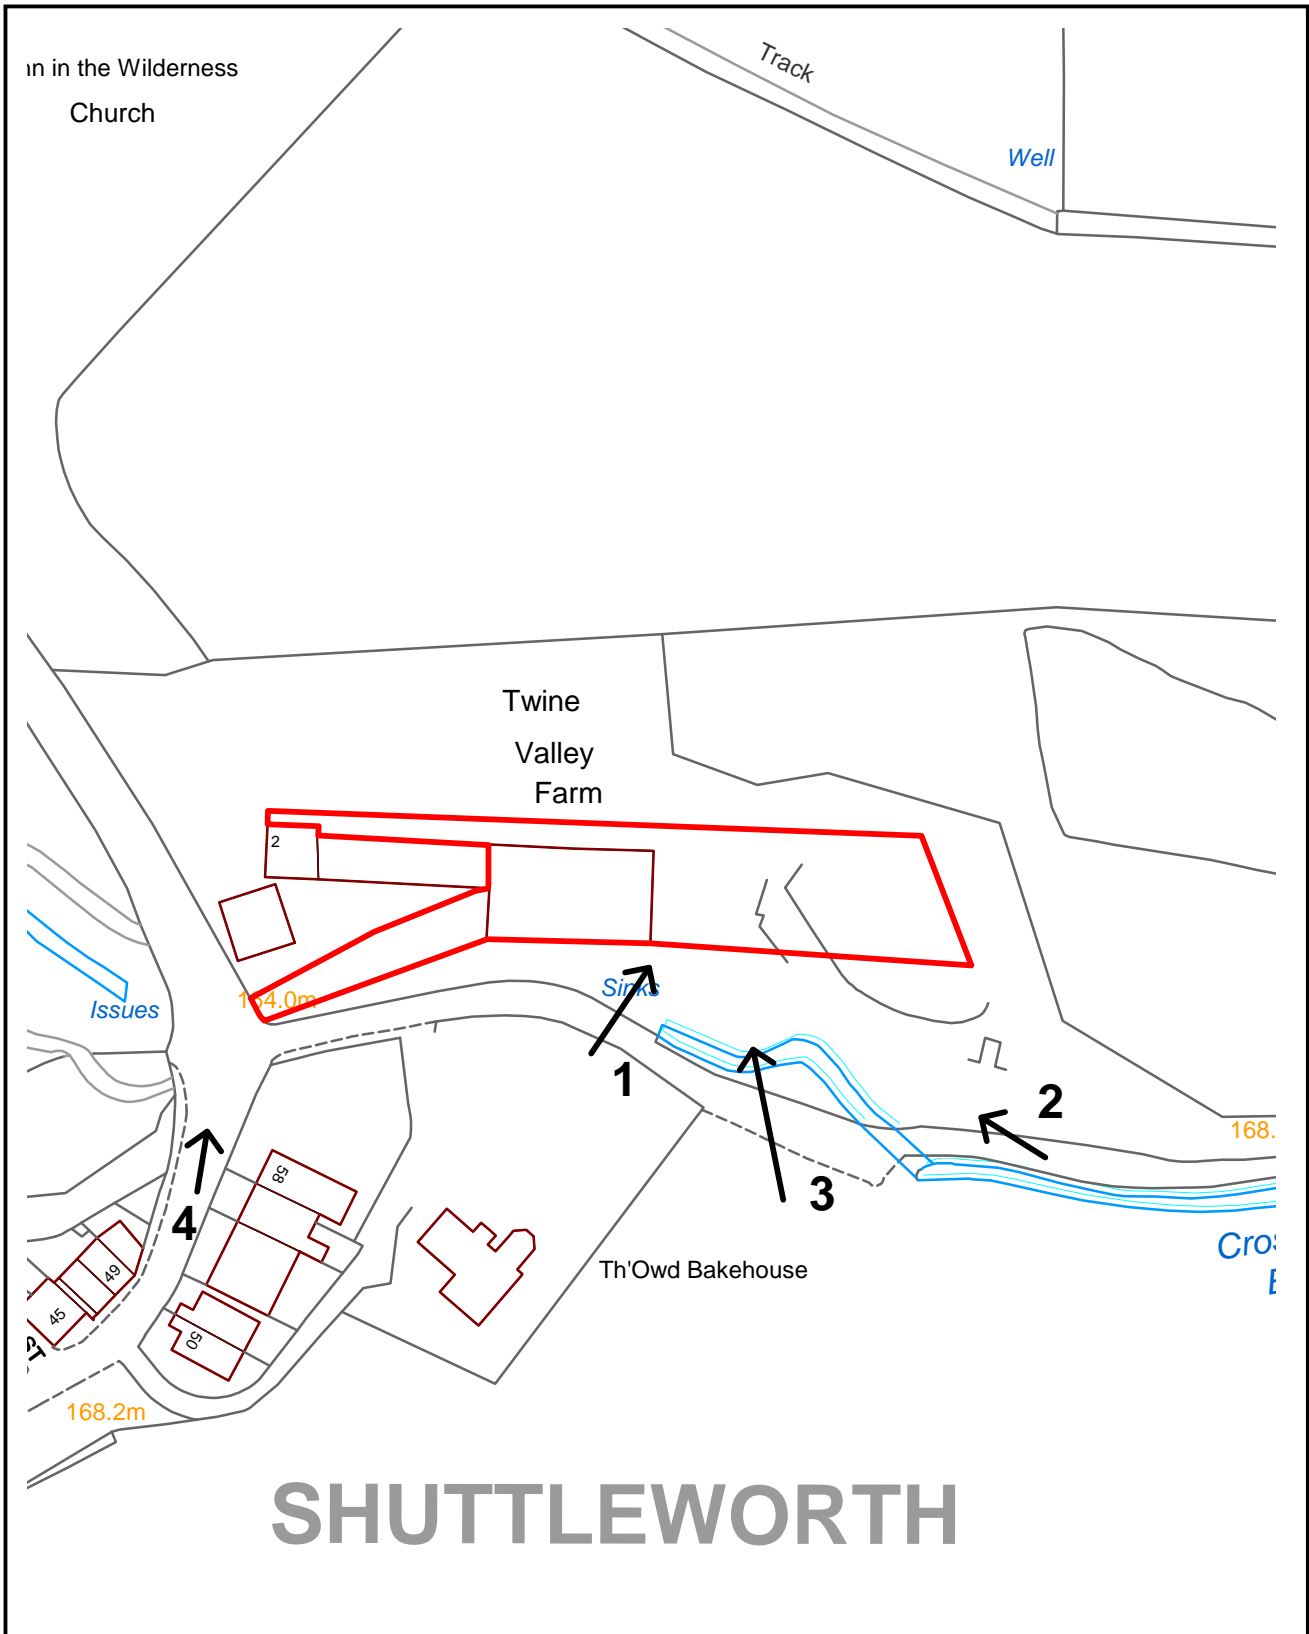 in the Wilderness
Church
Track
Well
Twine
Valley
Farm
2
Sinks
164.0m
Issues
1
2
168.
3
4
58
49
45
50
ST
Th'Owd Bakehouse
168.2m
SHUTTLEWORTH